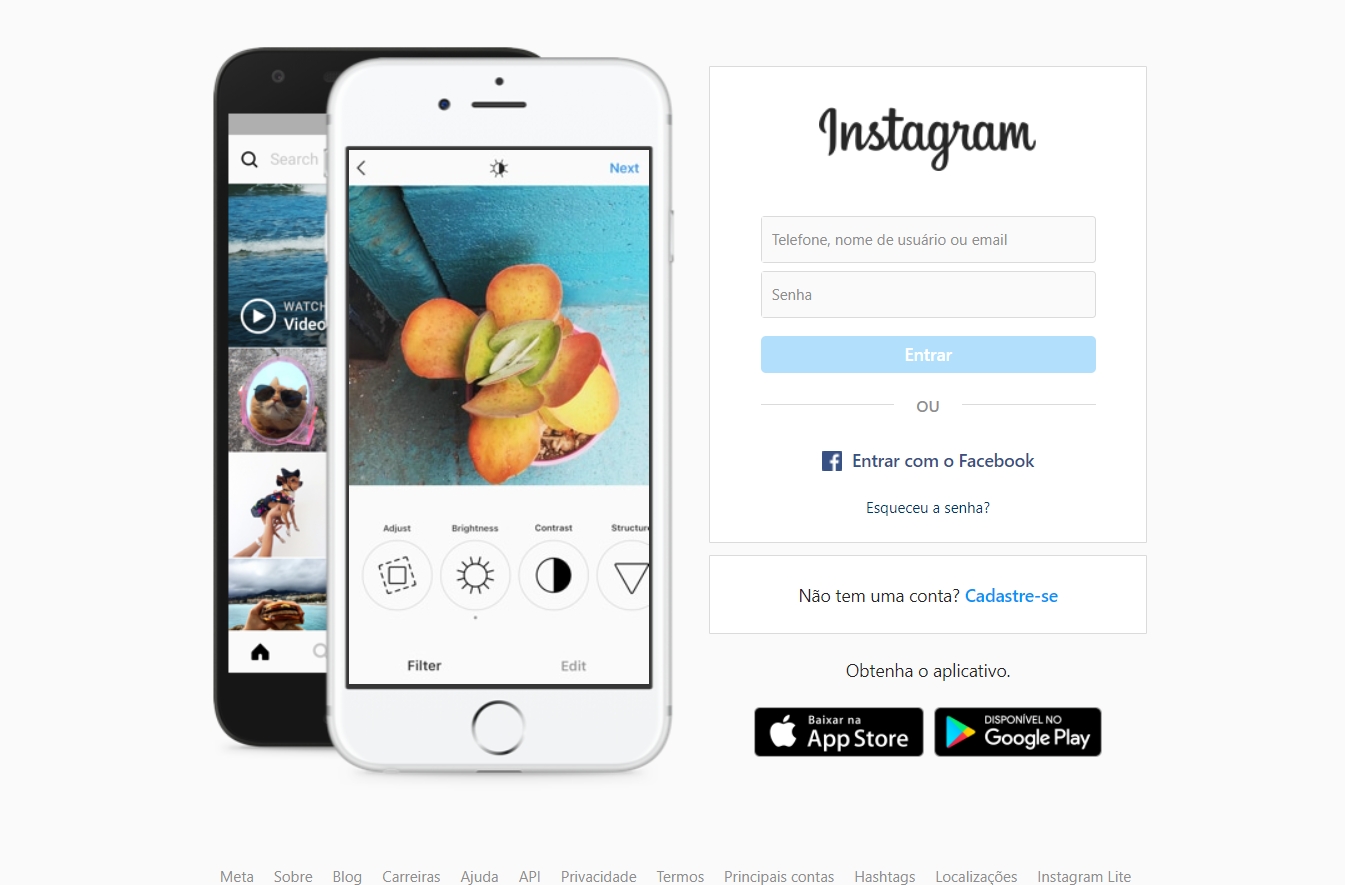 Search
WATCH
Video
Next
Adjust Brightness Contrast Structure
Filter Edit
Instagram
Telefone, nome de usuário ou email
Senha
Entrar
OU
Entrar com o Facebook
Esqueceu a senha?
Não tem uma conta? Cadastre-se
Obtenha o aplicativo.
Baixar na
App Store
DISPONÍVEL NO
Google Play
Meta Sobre Blog Carreiras Ajuda API Privacidade Termos Principais contas Hashtags Localizações Instagram Lite